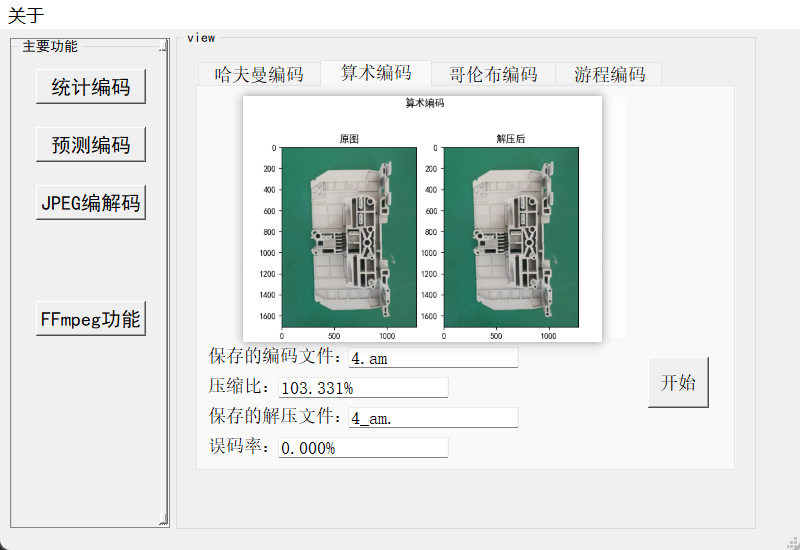 关于
主要功能
统计编码
预测编码
JPEG编解码
FFmpeg功能
view
哈夫曼编码
算术编码
哥伦布编码
游程编码
算术编码
原图
0
200
400
600
800
1000
1200
1400
1600
0 500 1000
解压后
0
200
400
600
800
1000
1200
1400
1600
0 500 1000
保存的编码文件: 4.am
压缩比: 103.331%
保存的解压文件: 4_am.
误码率: 0.000%
开始